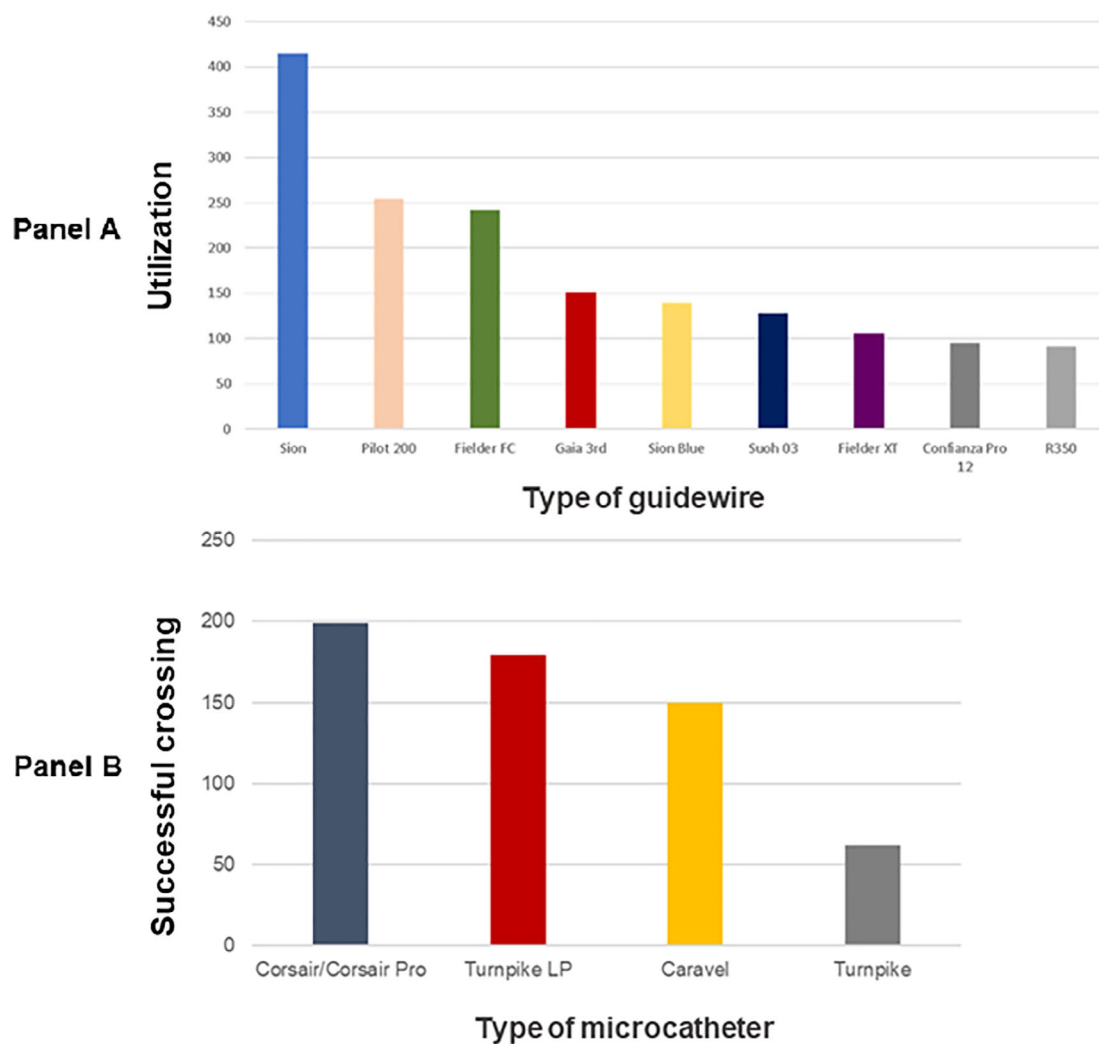 Panel A
Utilization
450
400
350
300
250
200
150
100
50
0
Sion Pilot 200 Fielder FC Gaia 3rd Sion Blue Suoh 03 Fielder XT Confianza Pro R350
12
Type of guidewire
Panel B
Successful crossing
250
200
150
100
50
0
Corsair/Corsair Pro Turnpike LP Caravel Turnpike
Type of microcatheter